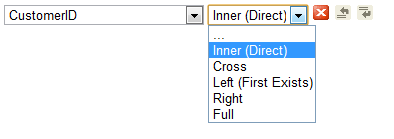 CustomerID Inner (Direct)
...
Inner (Direct)
Cross
Left (First Exists)
Right
Full